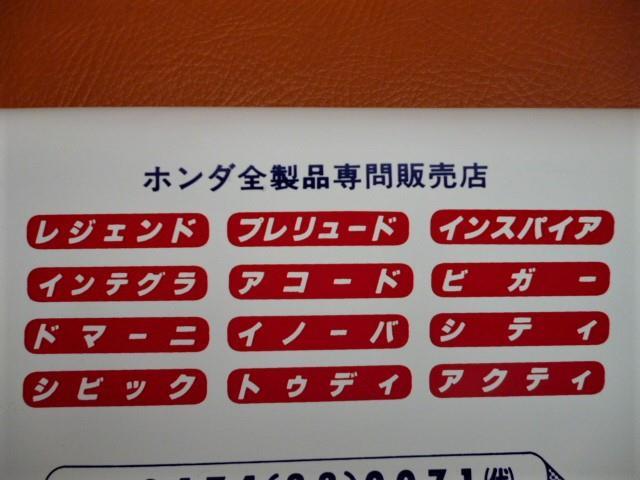 ホンダ全製品専問販売店
レジェンド プレリュード インスパイア
インテグラ アコード ビガー
ドマーニ イノーバ シティ
シビック トゥディ アクティ